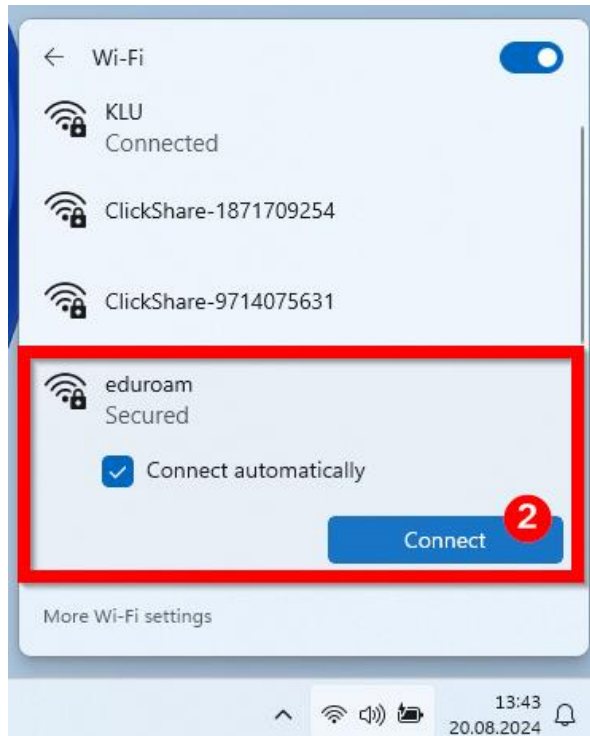 Wi-Fi
KLU
Connected
ClickShare-1871709254
ClickShare-9714075631
eduroam
Secured
Connect automatically
Connect
2
More Wi-Fi settings
13:43
20.08.2024